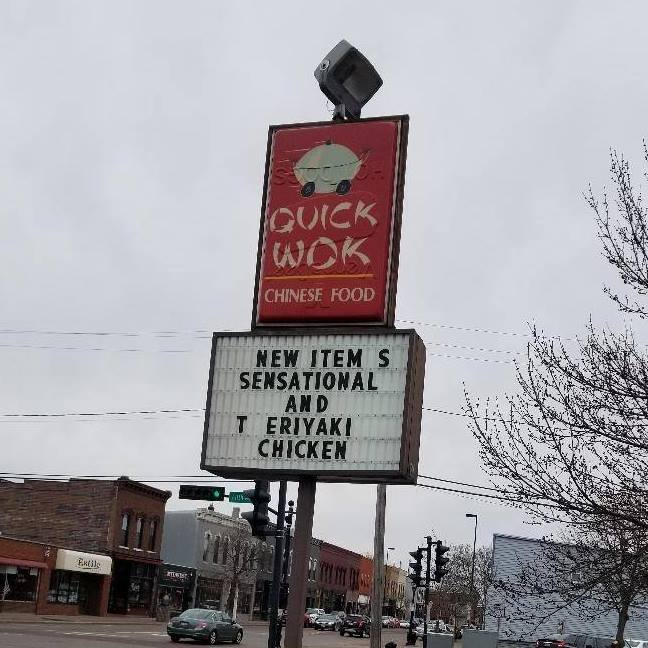 QUICK
WOK
CHINESE FOOD
NEW ITEM S
SENSATIONAL
AND
T ERIYAKI
CHICKEN